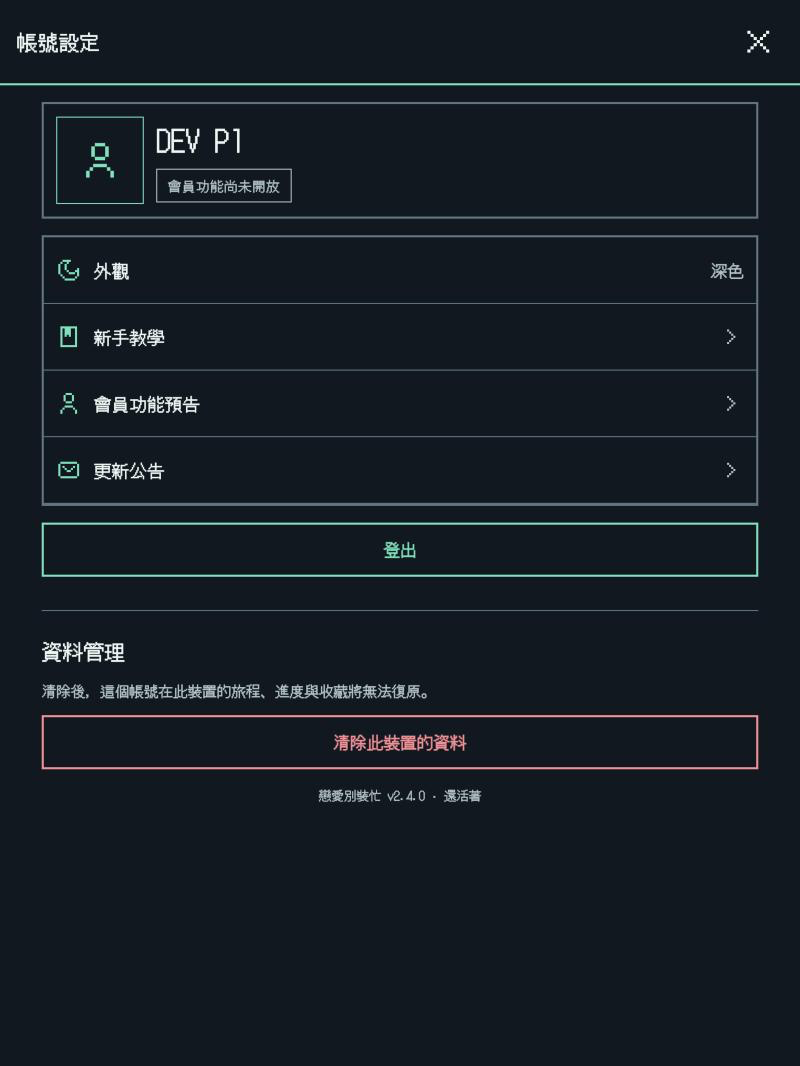 帳號設定
DEV P1
會員功能尚未開放
外觀
深色
新手教學
會員功能預告
更新公告
登出
資料管理
清除後，這個帳號在此裝置的旅程、進度與收藏將無法復原。
清除此裝置的資料
戀愛別裝忙 v2.4.0 · 還活著